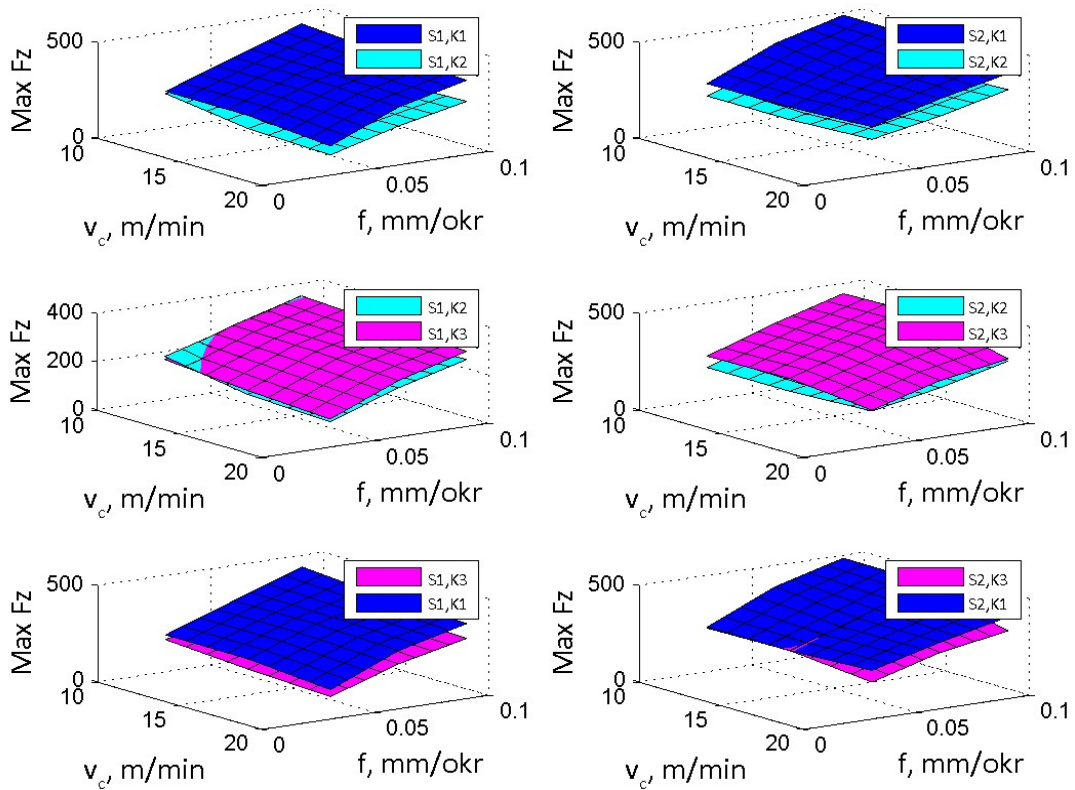 500
Max Fz
0
10
15
20
0
0.05
0.1
v_c, m/min
f, mm/okr
S1,K1
S1,K2
500
Max Fz
0
10
15
20
0
0.05
0.1
v_c, m/min
f, mm/okr
S2,K1
S2,K2
400
200
Max Fz
0
10
15
20
0
0.05
0.1
v_c, m/min
f, mm/okr
S1,K2
S1,K3
500
Max Fz
0
10
15
20
0
0.05
0.1
v_c, m/min
f, mm/okr
S2,K2
S2,K3
500
Max Fz
0
10
15
20
0
0.05
0.1
v_c, m/min
f, mm/okr
S1,K3
S1,K1
500
Max Fz
0
10
15
20
0
0.05
0.1
v_c, m/min
f, mm/okr
S2,K3
S2,K1